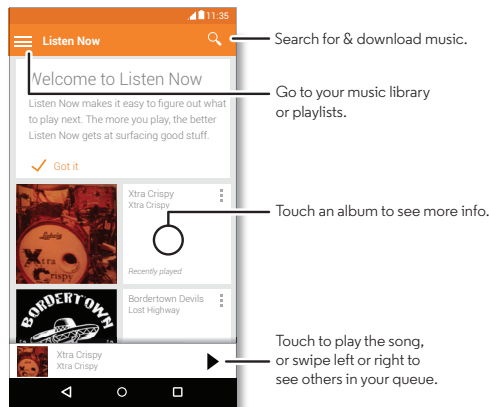 11:35
Listen Now
Search for & download music.
Welcome to Listen Now
Listen Now makes it easy to figure out what
to play next. The more you play, the better
Listen Now gets at surfacing good stuff.
Got it
Go to your music library
or playlists.
Ludwig
Xtra
Crispy
Xtra Crispy
Xtra Crispy
Recently played
Touch an album to see more info.
BORDERTOWN
Bordertown Devils
Lost Highway
Xtra Crispy
Xtra Crispy
Touch to play the song,
or swipe left or right to
see others in your queue.